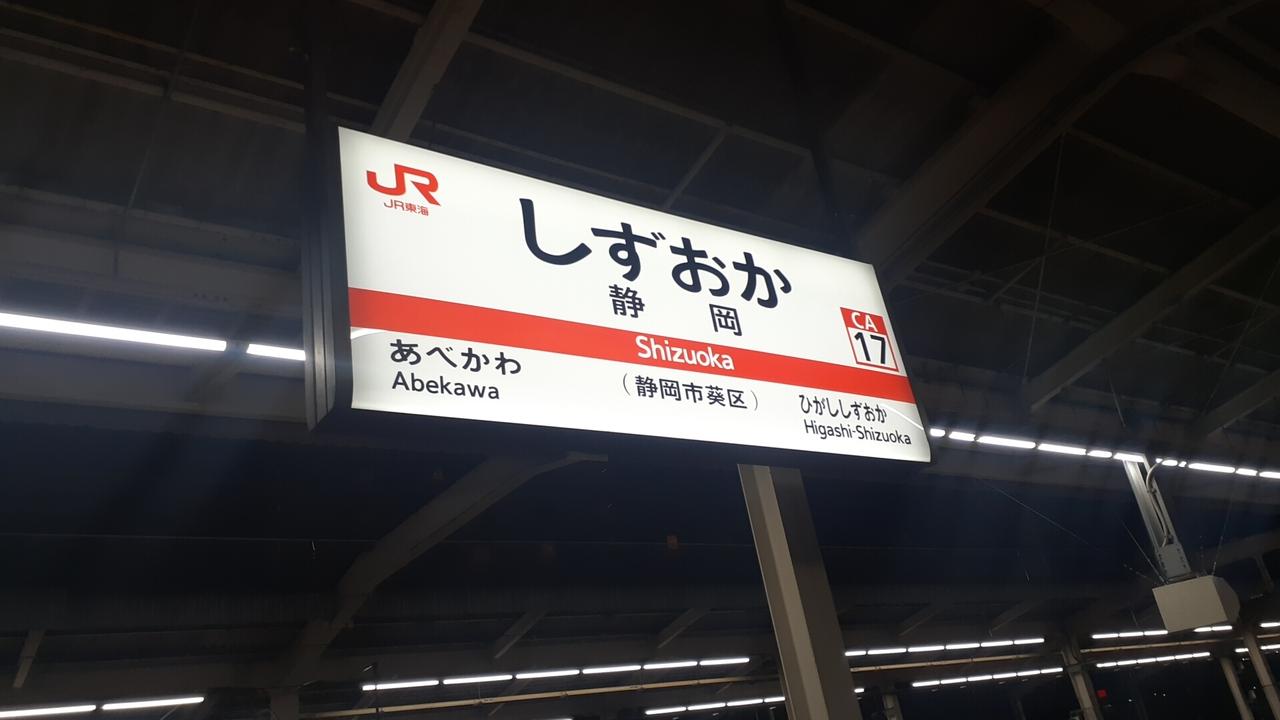 JR
JR東海
しずおか
静岡
CA
17
Shizuoka
あべかわ
Abekawa
(静岡市葵区)
ひがししずおか
Higashi-Shizuoka